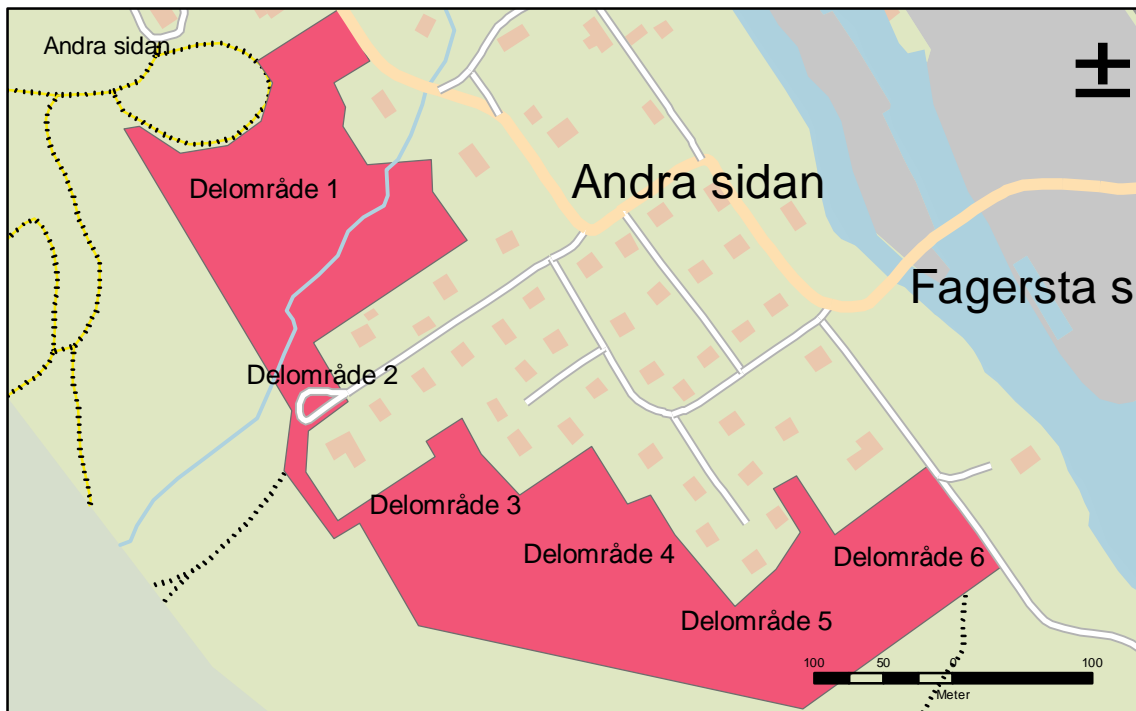 Andra sidan
±
Delområde 1
Andra sidan
Fagersta s
Delområde 2
Delområde 3
Delområde 4
Delområde 6
Delområde 5
100 50 0 100
Meter